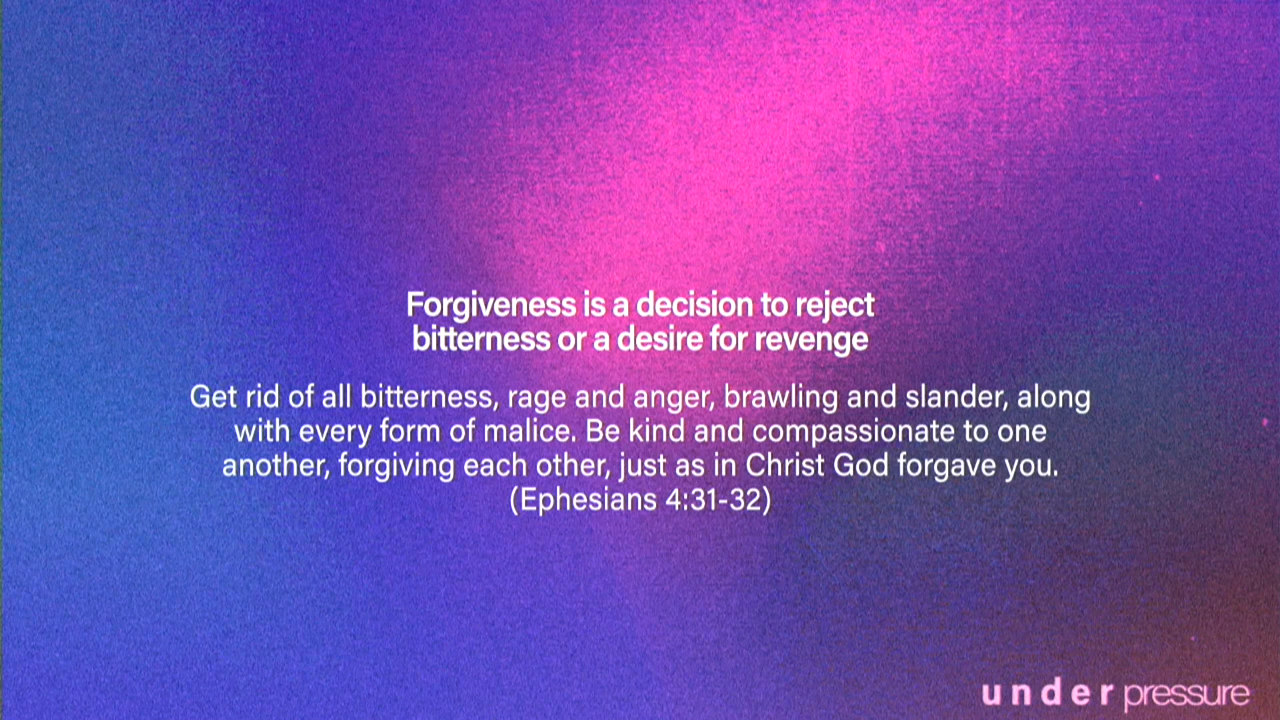 Forgiveness is a decision to reject
bitterness or a desire for revenge
Get rid of all bitterness, rage and anger, brawling and slander, along
with every form of malice. Be kind and compassionate to one
another, forgiving each other, just as in Christ God forgave you.
(Ephesians 4:31-32)
under pressure